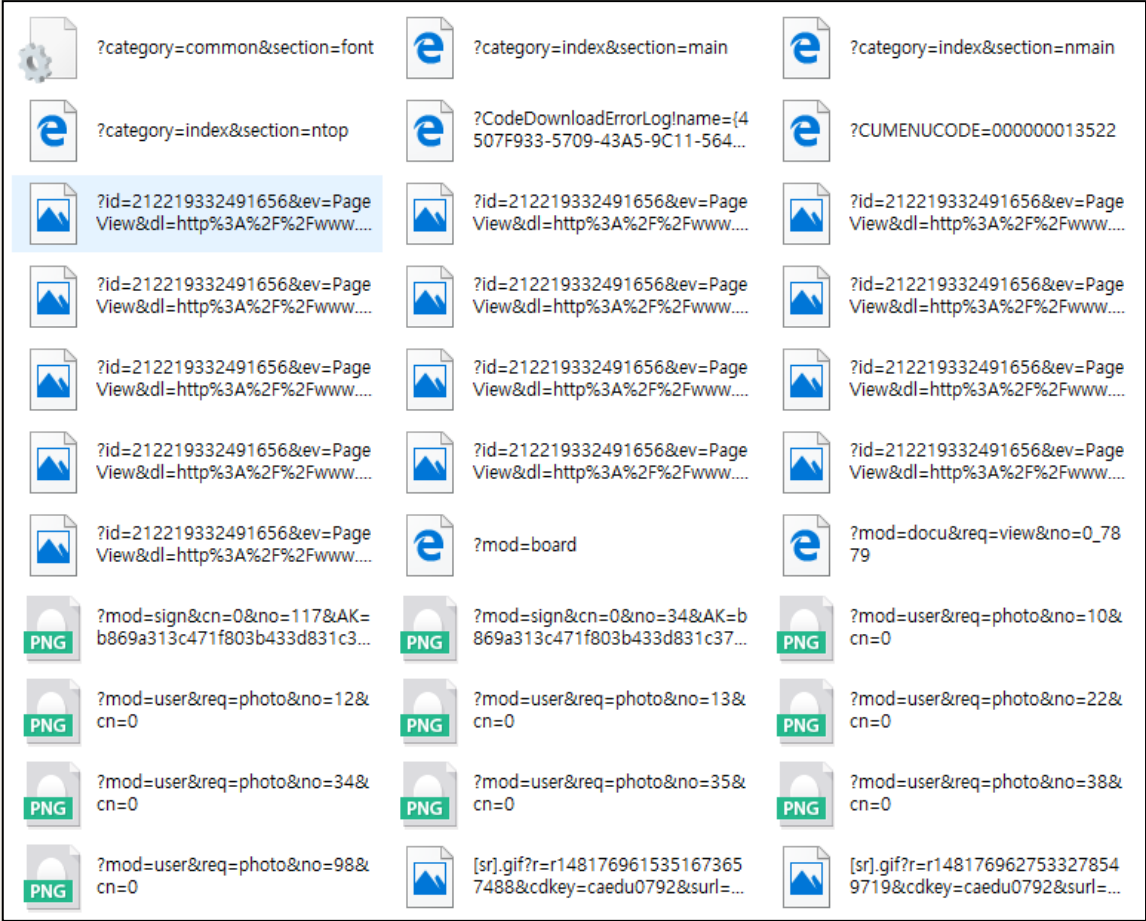 ?category=common&section=font
?category=index&section=main
?category=index&section=nmain
?category=index&section=ntop
?CodeDownloadErrorLog!name={4
507F933-5709-43A5-9C11-564...
?CUMENUCODE=000000013522
?id=212219332491656&ev=Page
View&dl=http%3A%2F%2Fwww....
?id=212219332491656&ev=Page
View&dl=http%3A%2F%2Fwww....
?id=212219332491656&ev=Page
View&dl=http%3A%2F%2Fwww....
?id=212219332491656&ev=Page
View&dl=http%3A%2F%2Fwww....
?id=212219332491656&ev=Page
View&dl=http%3A%2F%2Fwww....
?id=212219332491656&ev=Page
View&dl=http%3A%2F%2Fwww....
?id=212219332491656&ev=Page
View&dl=http%3A%2F%2Fwww....
?id=212219332491656&ev=Page
View&dl=http%3A%2F%2Fwww....
?id=212219332491656&ev=Page
View&dl=http%3A%2F%2Fwww....
?id=212219332491656&ev=Page
View&dl=http%3A%2F%2Fwww....
?id=212219332491656&ev=Page
View&dl=http%3A%2F%2Fwww....
?id=212219332491656&ev=Page
View&dl=http%3A%2F%2Fwww....
?id=212219332491656&ev=Page
View&dl=http%3A%2F%2Fwww....
?mod=board
?mod=docu&req=view&no=0_78
79
PNG
?mod=sign&cn=0&no=117&AK=
b869a313c471f803b433d831c3...
PNG
?mod=sign&cn=0&no=34&AK=b
869a313c471f803b433d831c37...
PNG
?mod=user&req=photo&no=10&
cn=0
PNG
?mod=user&req=photo&no=12&
cn=0
PNG
?mod=user&req=photo&no=13&
cn=0
PNG
?mod=user&req=photo&no=22&
cn=0
PNG
?mod=user&req=photo&no=34&
cn=0
PNG
?mod=user&req=photo&no=35&
cn=0
PNG
?mod=user&req=photo&no=38&
cn=0
PNG
?mod=user&req=photo&no=98&
cn=0
[sr].gif?r=r148176961535167365
7488&cdkey=caedu0792&surl=...
[sr].gif?r=r148176962753327854
9719&cdkey=caedu0792&surl=...